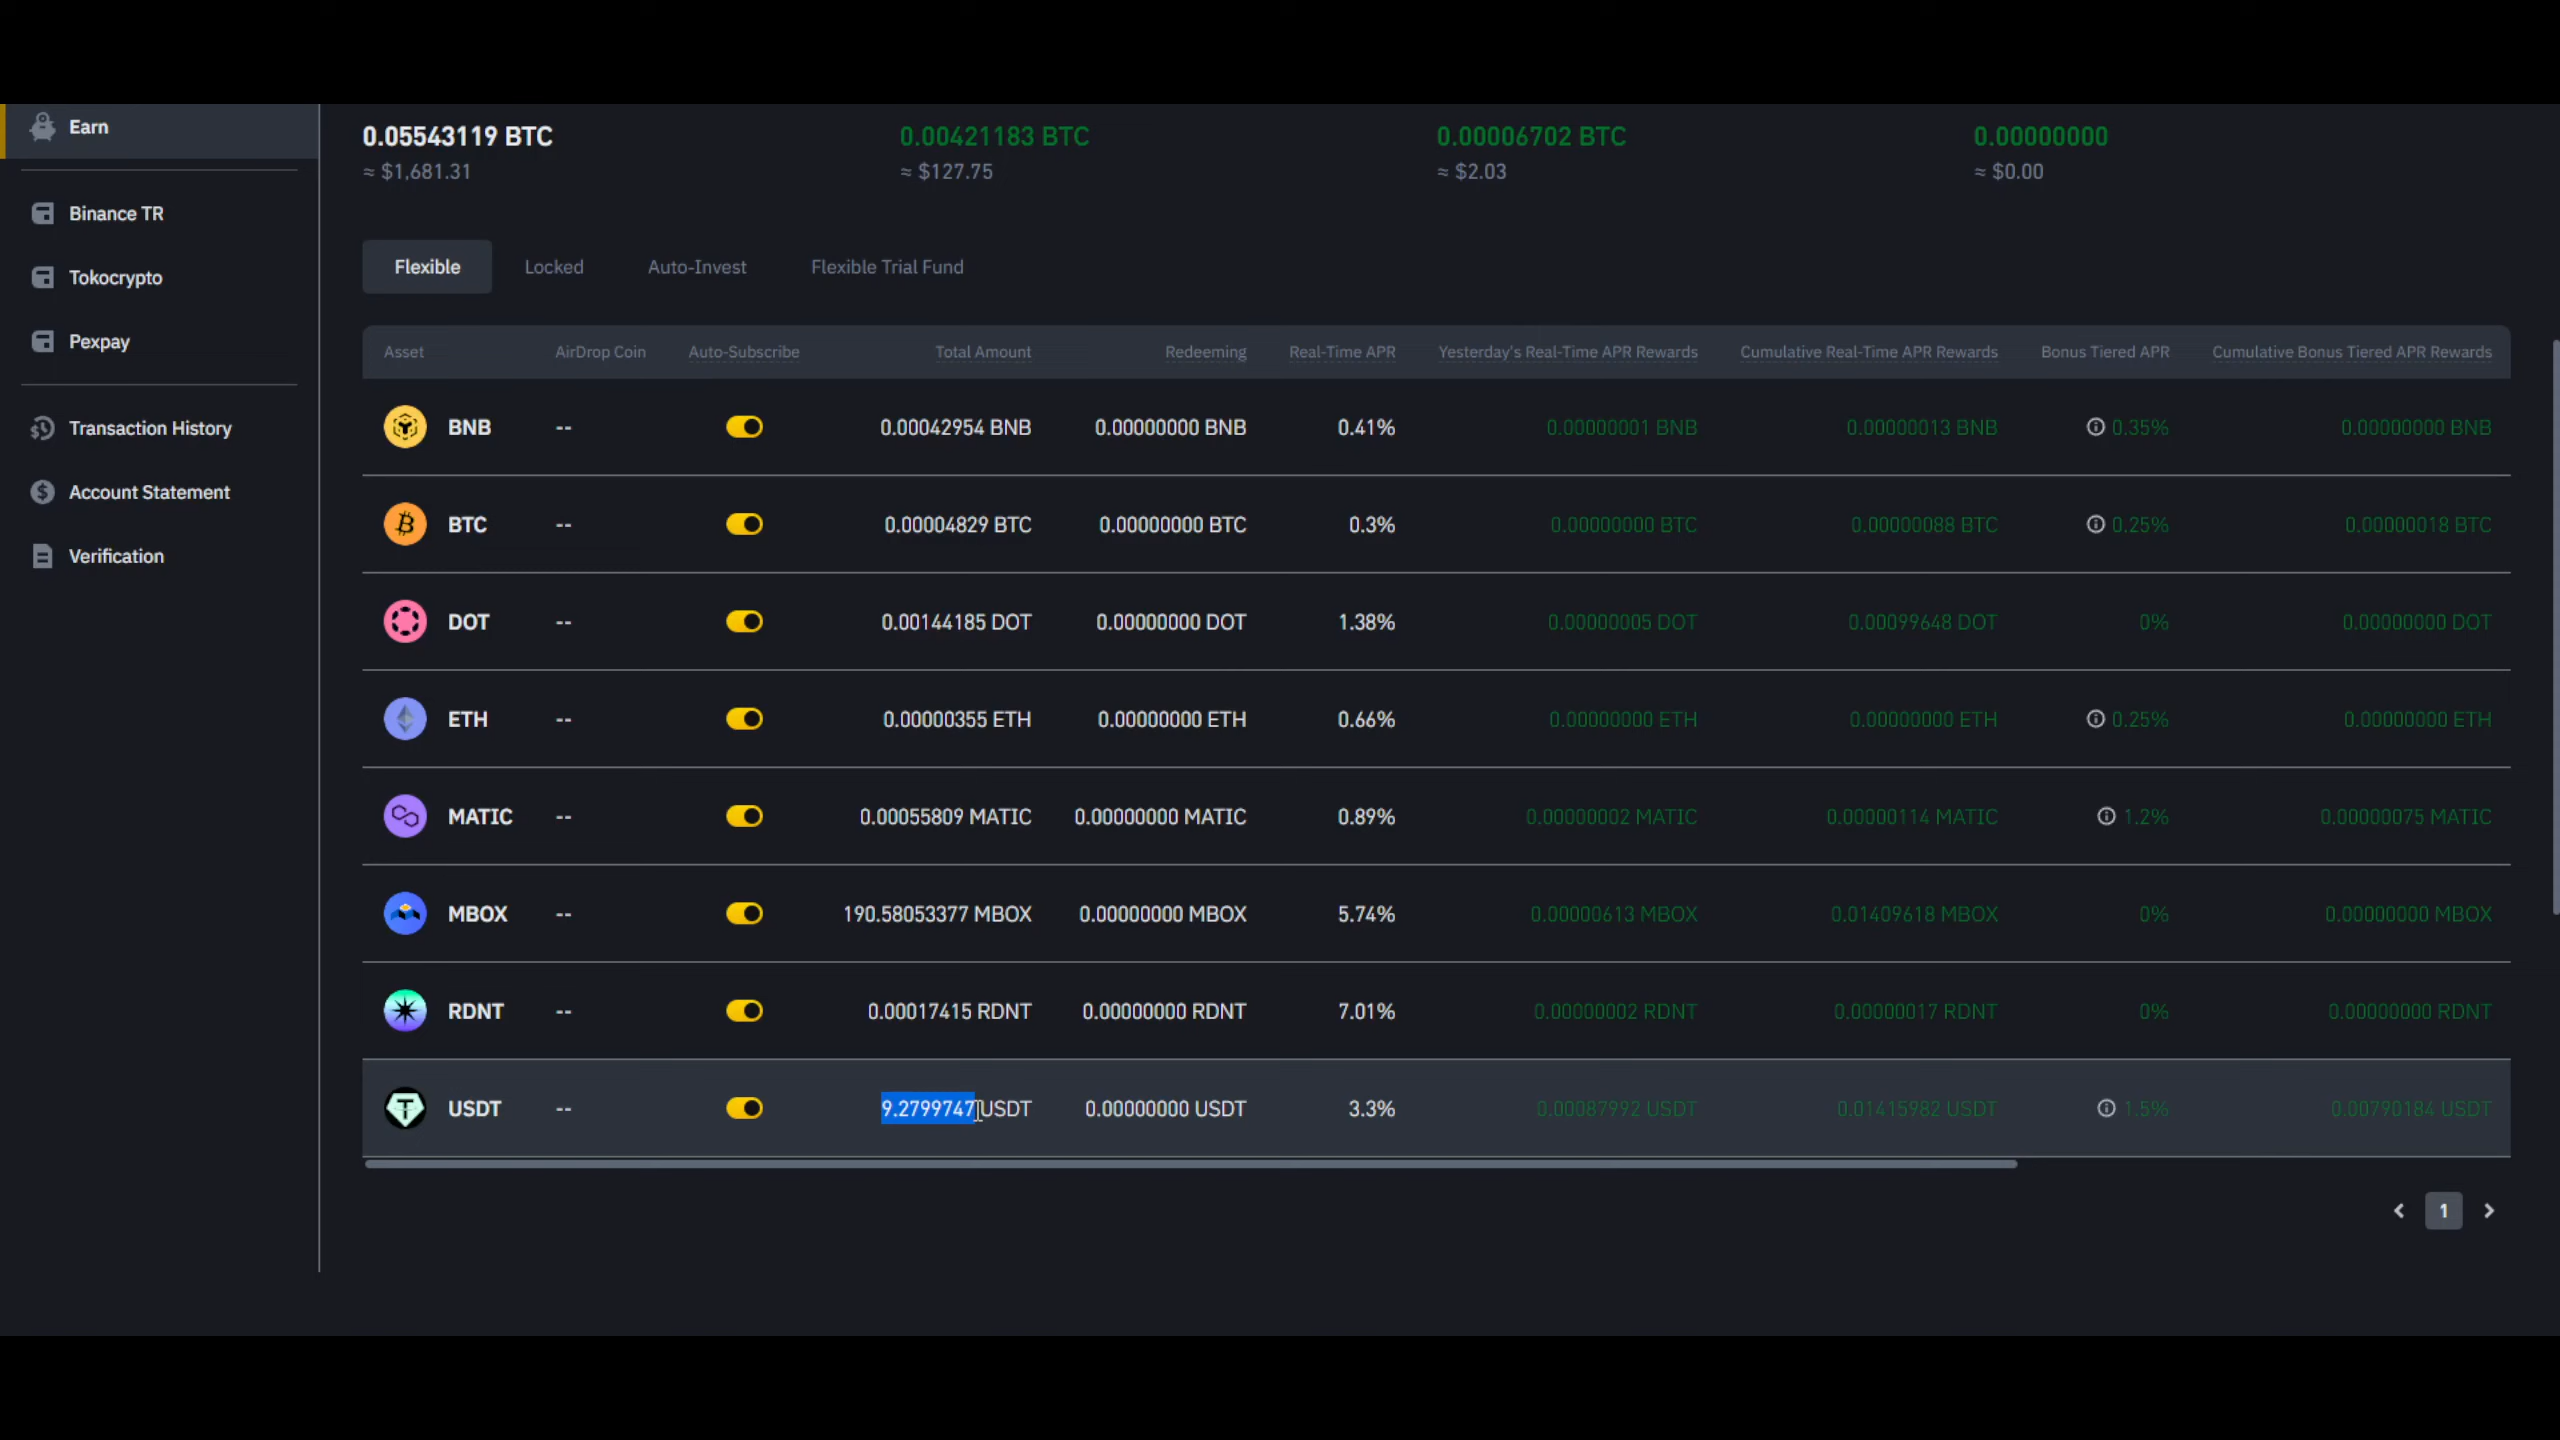 Earn
Binance TR
Tokocrypto
Pexpay
Transaction History
Account Statement
Verification
0.05543119 BTC 0.00421183 BTC 0.00006702 BTC 0.00000000
≈ $1,681.31 ≈ $127.75 ≈ $2.03 ≈ $0.00
Flexible Locked Auto-Invest Flexible Trial Fund
Asset AirDrop Coin Auto-Subscribe Total Amount Redeeming Real-Time APR Yesterday's Real-Time APR Rewards Cumulative Real-Time APR Rewards Bonus Tiered APR Cumulative Bonus Tiered APR Rewards
BNB -- 0.00042954 BNB 0.00000000 BNB 0.41% 0.00000001 BNB 0.00000013 BNB 0.35% 0.00000000 BNB
BTC -- 0.00004829 BTC 0.00000000 BTC 0.3% 0.00000000 BTC 0.00000088 BTC 0.25% 0.00000018 BTC
DOT -- 0.00144185 DOT 0.00000000 DOT 1.38% 0.00000005 DOT 0.00099648 DOT 0% 0.00000000 DOT
ETH -- 0.00000355 ETH 0.00000000 ETH 0.66% 0.00000000 ETH 0.00000000 ETH 0.25% 0.00000000 ETH
MATIC -- 0.00055809 MATIC 0.00000000 MATIC 0.89% 0.00000002 MATIC 0.00000114 MATIC 1.2% 0.00000075 MATIC
MBOX -- 190.58053377 MBOX 0.00000000 MBOX 5.74% 0.00000613 MBOX 0.01409618 MBOX 0% 0.00000000 MBOX
RDNT -- 0.00017415 RDNT 0.00000000 RDNT 7.01% 0.00000002 RDNT 0.00000017 RDNT 0% 0.00000000 RDNT
USDT -- 9.2799747 USDT 0.00000000 USDT 3.3% 0.00087992 USDT 0.01415982 USDT 1.5% 0.00790184 USDT
1